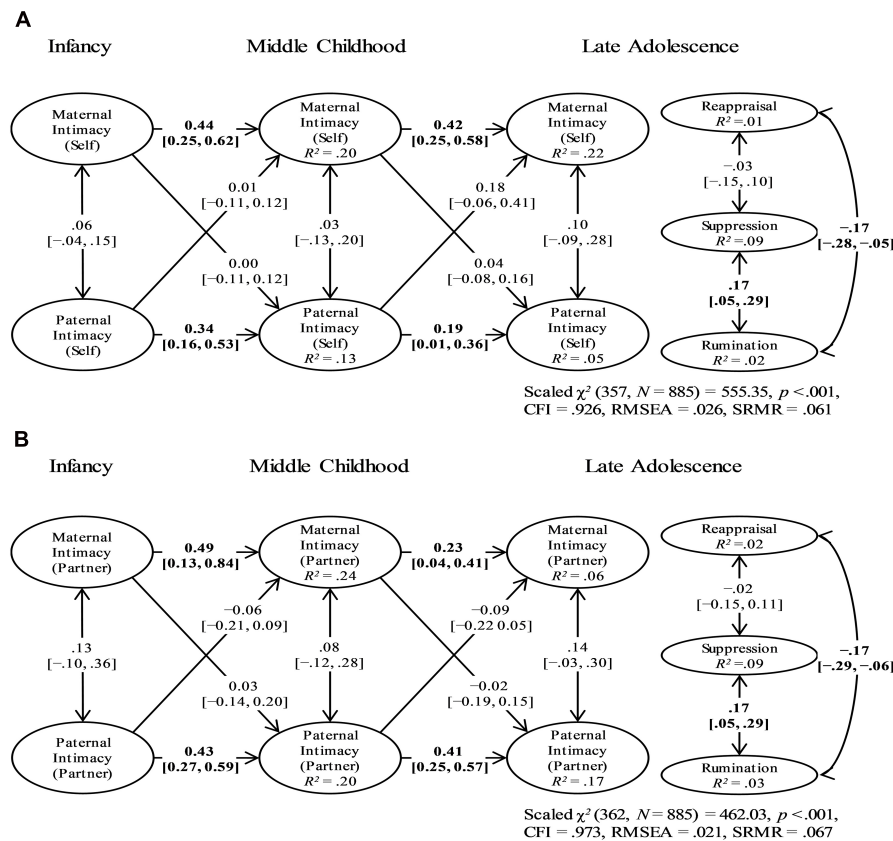 A
Infancy
Middle Childhood
Late Adolescence
Maternal
Intimacy
(Self)
0.44
[0.25, 0.62]
Maternal
Intimacy
(Self)
R² = .20
0.42
[0.25, 0.58]
Maternal
Intimacy
(Self)
R² = .22
Reappraisal
R² =.01
.06
[−.04, .15]
0.01
[−0.11, 0.12]
0.00
[−0.11, 0.12]
.03
[−.13, .20]
0.18
[−0.06, 0.41]
0.04
[−0.08, 0.16]
.10
[−.09, .28]
−.03
[−.15, .10]
Suppression
R² =.09
−.17
[−.28, −.05]
.17
[.05, .29]
Paternal
Intimacy
(Self)
0.34
[0.16, 0.53]
Paternal
Intimacy
(Self)
R² = .13
0.19
[0.01, 0.36]
Paternal
Intimacy
(Self)
R² = .05
Rumination
R² = .02
Scaled χ² (357, N = 885) = 555.35, p <.001,
CFI = .926, RMSEA = .026, SRMR = .061
B
Infancy
Middle Childhood
Late Adolescence
Maternal
Intimacy
(Partner)
0.49
[0.13, 0.84]
Maternal
Intimacy
(Partner)
R² = .24
0.23
[0.04, 0.41]
Maternal
Intimacy
(Partner)
R² = .06
Reappraisal
R² =.02
.13
[−.10, .36]
−0.06
[−0.21, 0.09]
0.03
[−0.14, 0.20]
.08
[−.12, .28]
−0.09
[−0.22 0.05]
−0.02
[−0.19, 0.15]
.14
[−.03, .30]
−.02
[−0.15, 0.11]
Suppression
R² =.09
−.17
[−.29, −.06]
.17
[.05, .29]
Paternal
Intimacy
(Partner)
0.43
[0.27, 0.59]
Paternal
Intimacy
(Partner)
R² = .20
0.41
[0.25, 0.57]
Paternal
Intimacy
(Partner)
R² = .17
Rumination
R² = .03
Scaled χ² (362, N = 885) = 462.03, p <.001,
CFI = .973, RMSEA = .021, SRMR = .067